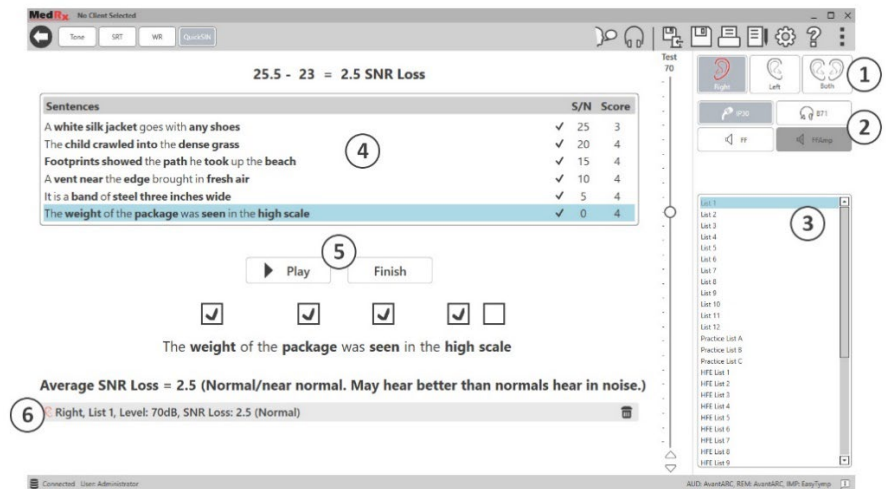 MedRx No Client Selected
Tone SRT WR QuickSIN
Test
70
25.5 - 23 = 2.5 SNR Loss
Right Left Both
1
Sentences S/N Score
A white silk jacket goes with any shoes ✓ 25 3
The child crawled into the dense grass ✓ 20 4
Footprints showed the path he took up the beach ✓ 15 4
A vent near the edge brought in fresh air ✓ 10 4
It is a band of steel three inches wide ✓ 5 4
The weight of the package was seen in the high scale ✓ 0 4
4
IP30 B71
FF FFAmp
2
List 1
List 2
List 3
List 4
List 5
List 6
List 7
List 8
List 9
List 10
List 11
List 12
Practice List A
Practice List B
Practice List C
HFE List 1
HFE List 2
HFE List 3
HFE List 4
HFE List 5
HFE List 6
HFE List 7
HFE List 8
HFE List 9
3
5
Play Finish
The weight of the package was seen in the high scale
Average SNR Loss = 2.5 (Normal/near normal. May hear better than normals hear in noise.)
6
Right, List 1, Level: 70dB, SNR Loss: 2.5 (Normal)
Connected User: Administrator
AUD: AvantARC, REM: AvantARC, IMP: EasyTymp